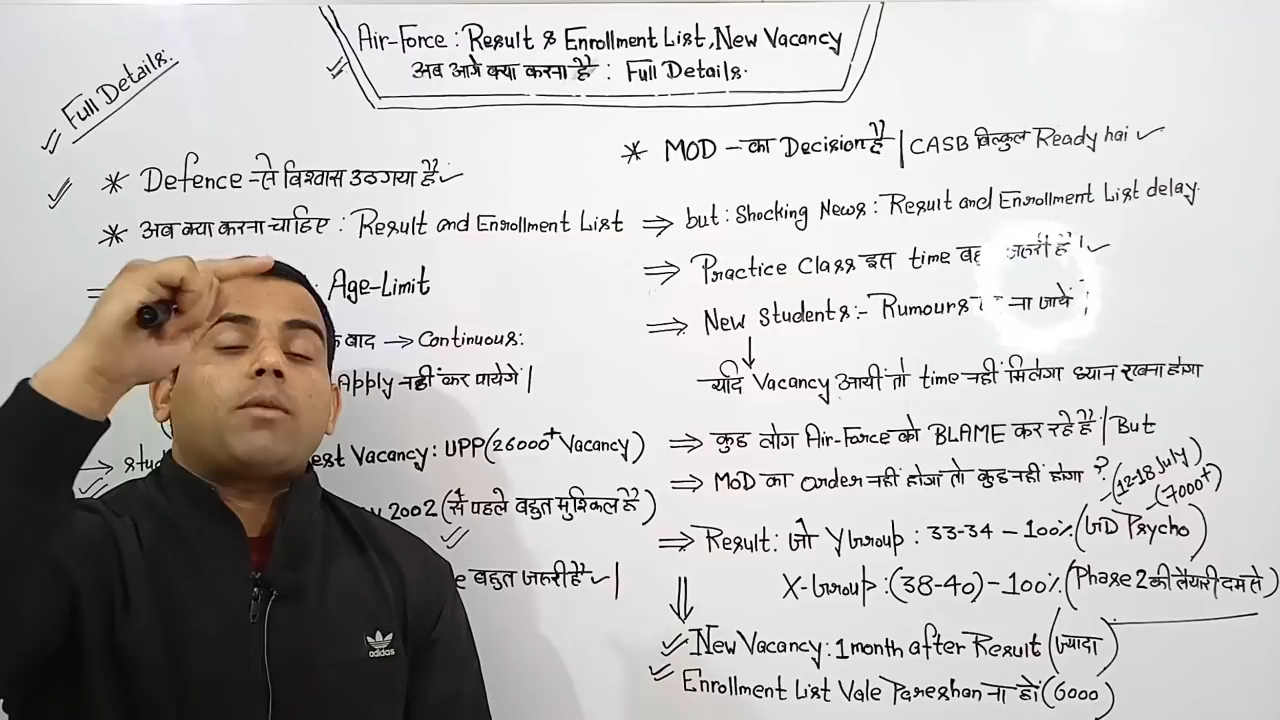 Air-Force : Result & Enrollment List, New Vacancy
अब आगे क्या करना है : Full Details.
Full Details:
* Defence से विश्वास उठ गया है
* अब क्या करना चाहिए : Result and Enrollment List
: Age-Limit
के बाद → Continuous:
Apply नहीं कर पायेगें |
→ stud
est Vacancy: UPP(26000+ Vacancy)
2002 (से पहले बहुत मुश्किल है)
e बहुत जरूरी है |
* MOD - का Decision है | CASB बिल्कुल Ready hai
⇒ but: Shocking News: Result and Enrollment List delay.
⇒ Practice Class इस time बहु जरूरी है |
⇒ New Students:- Rumours ना जाये
यदि Vacancy आयी तो time नहीं मिलेगा ध्यान रखना होगा
⇒ कुछ लोग Air-Force को BLAME कर रहे है | But
⇒ MoD का order नहीं होगा तो कुछ नहीं होगा ?
(12-18 July)
(7000+)
⇒ Result: जो Y Group : 33-34 - 100% (GD Psycho)
X-Group: (38-40) - 100% (Phase 2 की तैयारी दम से)
New Vacancy: 1 month after Result (ज्यादा)
Enrollment List Vale Pareshan ना हों (6000)
adidas